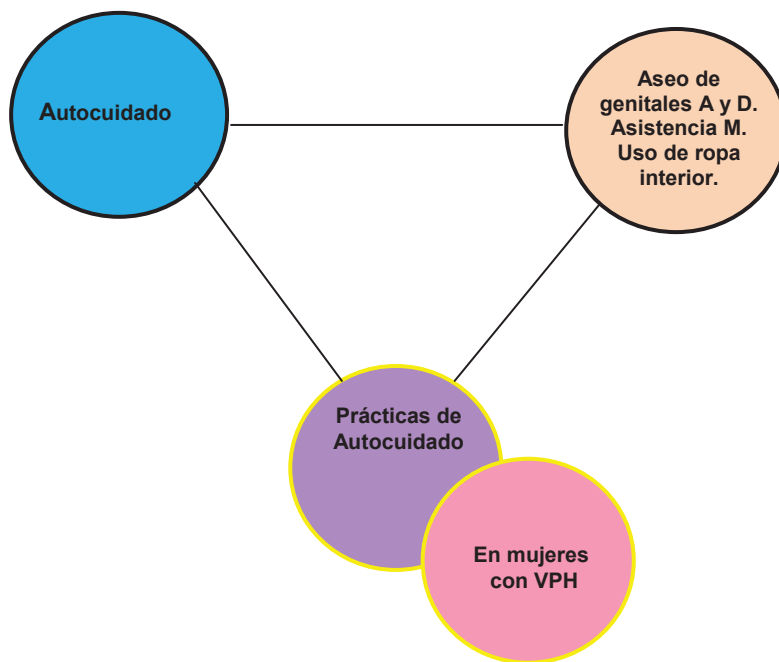 Autocuidado
Aseo de
genitales A y D.
Asistencia M.
Uso de ropa
interior.
Prácticas de
Autocuidado
En mujeres
con VPH